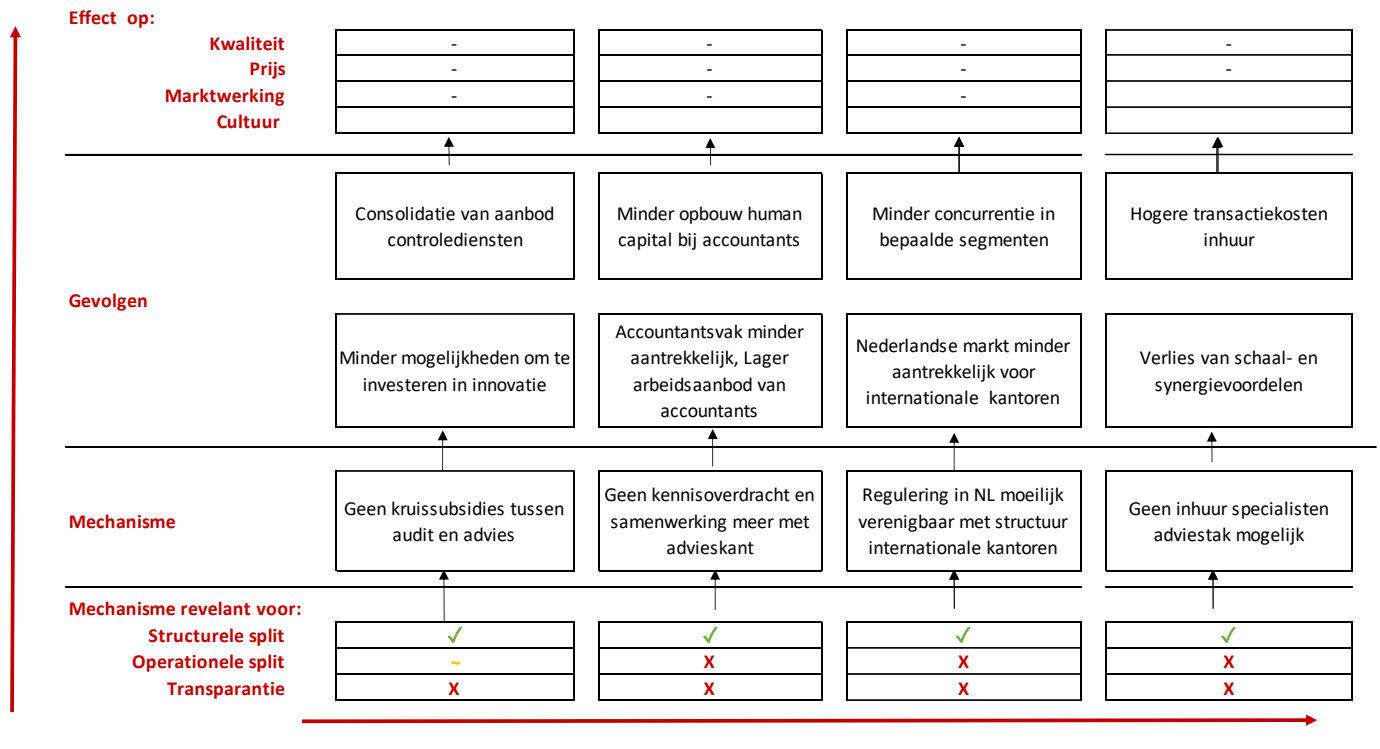 Effect  op:
Kwaliteit - - - -
Prijs - - - -
Marktwerking - - -
Cultuur
Consolidatie van aanbod
controlediensten
Minder opbouw human
capital bij accountants
Minder concurrentie in
bepaalde segmenten
Hogere transactiekosten
inhuur
Gevolgen
Minder mogelijkheden om te
investeren in innovatie
Accountantsvak minder
aantrekkelijk, Lager
arbeidsaanbod van
accountants
Nederlandse markt minder
aantrekkelijk voor
internationale  kantoren
Verlies van schaal- en
synergievoordelen
Mechanisme
Geen kruissubsidies tussen
audit en advies
Geen kennisoverdracht en
samenwerking meer met
advieskant
Regulering in NL moeilijk
verenigbaar met structuur
internationale kantoren
Geen inhuur specialisten
adviestak mogelijk
Mechanisme revelant voor:
Structurele split ✓ ✓ ✓ ✓
Operationele split ~ X X X
Transparantie X X X X